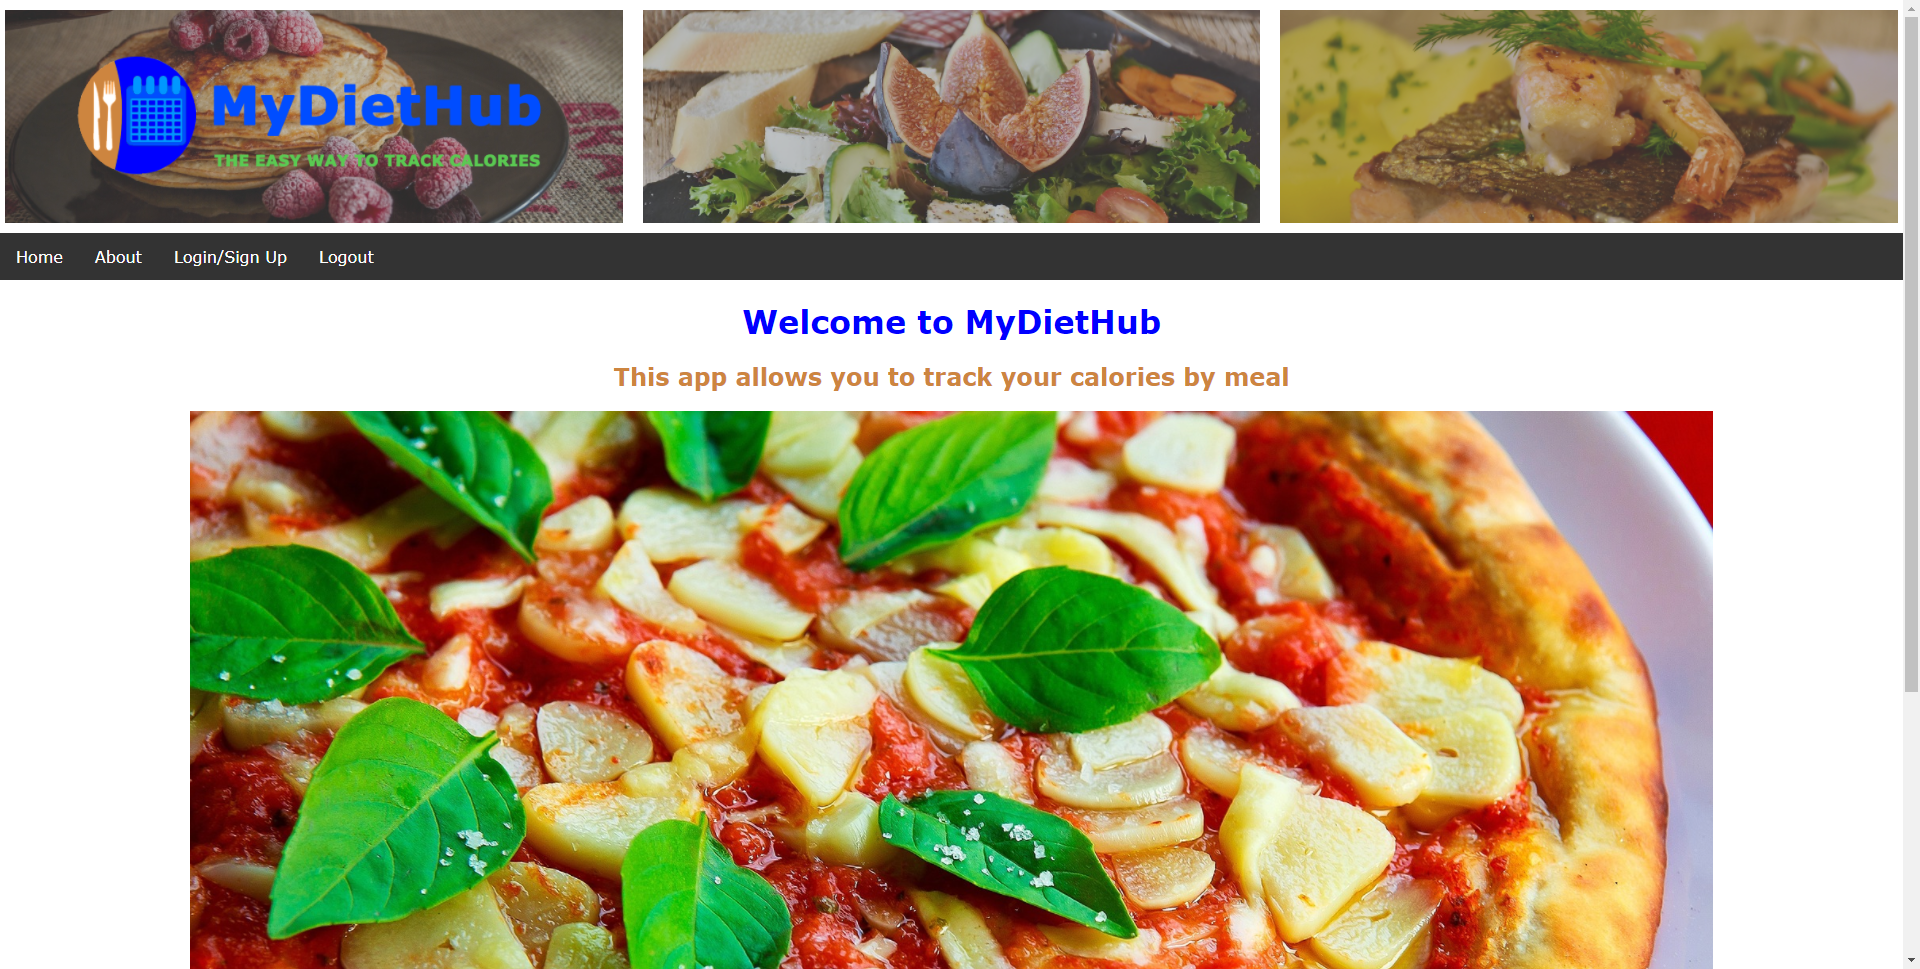 MyDietHub
THE EASY WAY TO TRACK CALORIES
Home About Login/Sign Up Logout
Welcome to MyDietHub
This app allows you to track your calories by meal